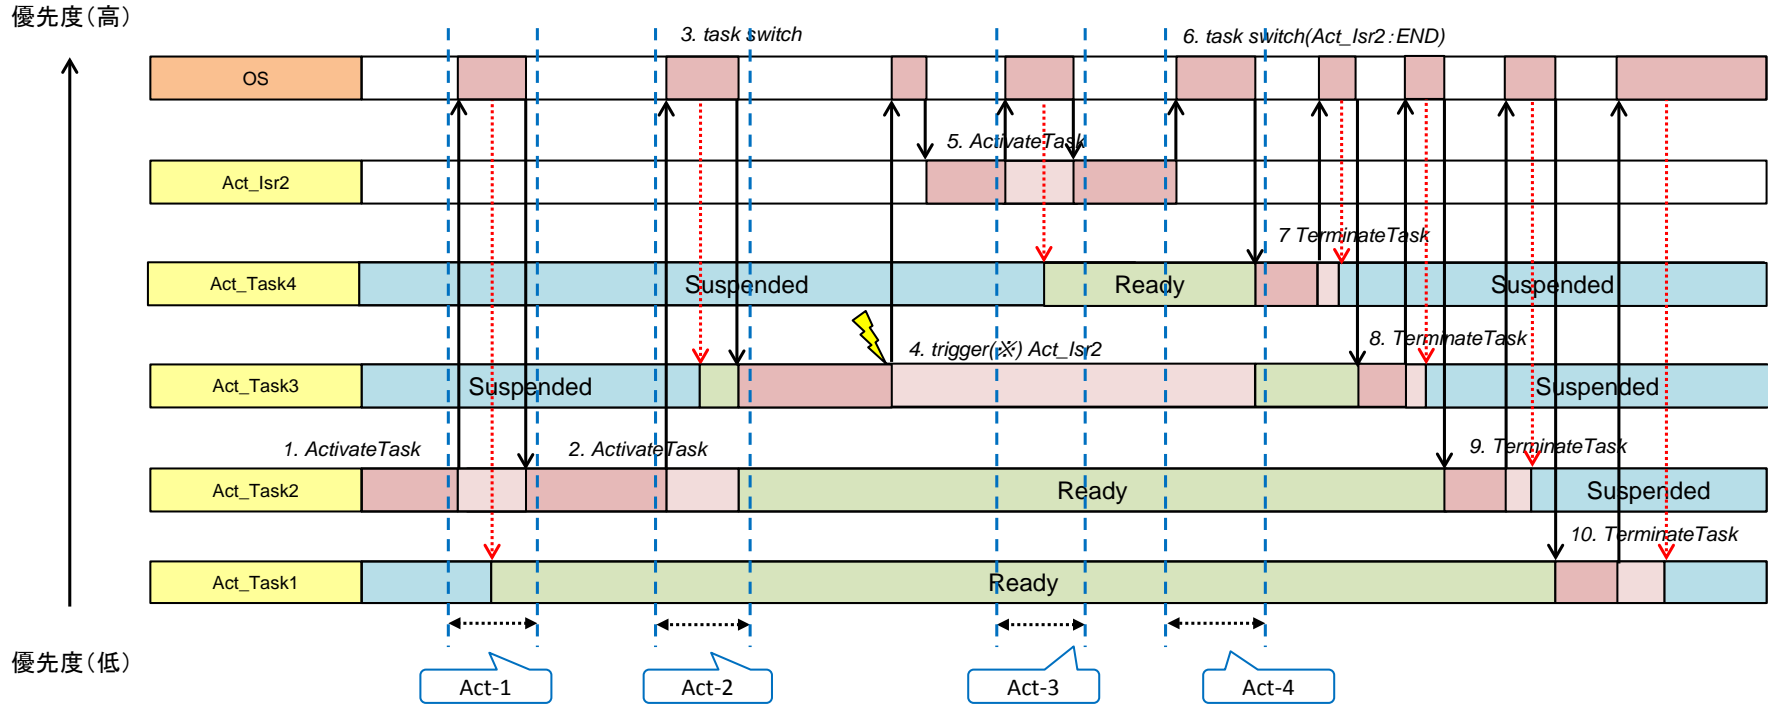 優先度(高)
3. task switch
6. task switch(Act_Isr2:END)
OS
5. ActivateTask
Act_Isr2
7 TerminateTask
Act_Task4
Suspended
Ready
Suspended
4. trigger(※) Act_Isr2
8. TerminateTask
Act_Task3
Suspended
Suspended
1. ActivateTask
2. ActivateTask
9. TerminateTask
Act_Task2
Ready
Suspended
10. TerminateTask
Act_Task1
Ready
優先度(低)
Act-1
Act-2
Act-3
Act-4